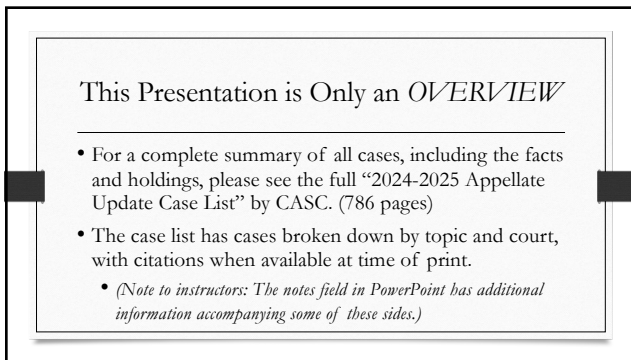 This Presentation is Only an OVERVIEW
• For a complete summary of all cases, including the facts
and holdings, please see the full “2024-2025 Appellate
Update Case List” by CASC. (786 pages)
• The case list has cases broken down by topic and court,
with citations when available at time of print.
• (Note to instructors: The notes field in PowerPoint has additional
information accompanying some of these sides.)